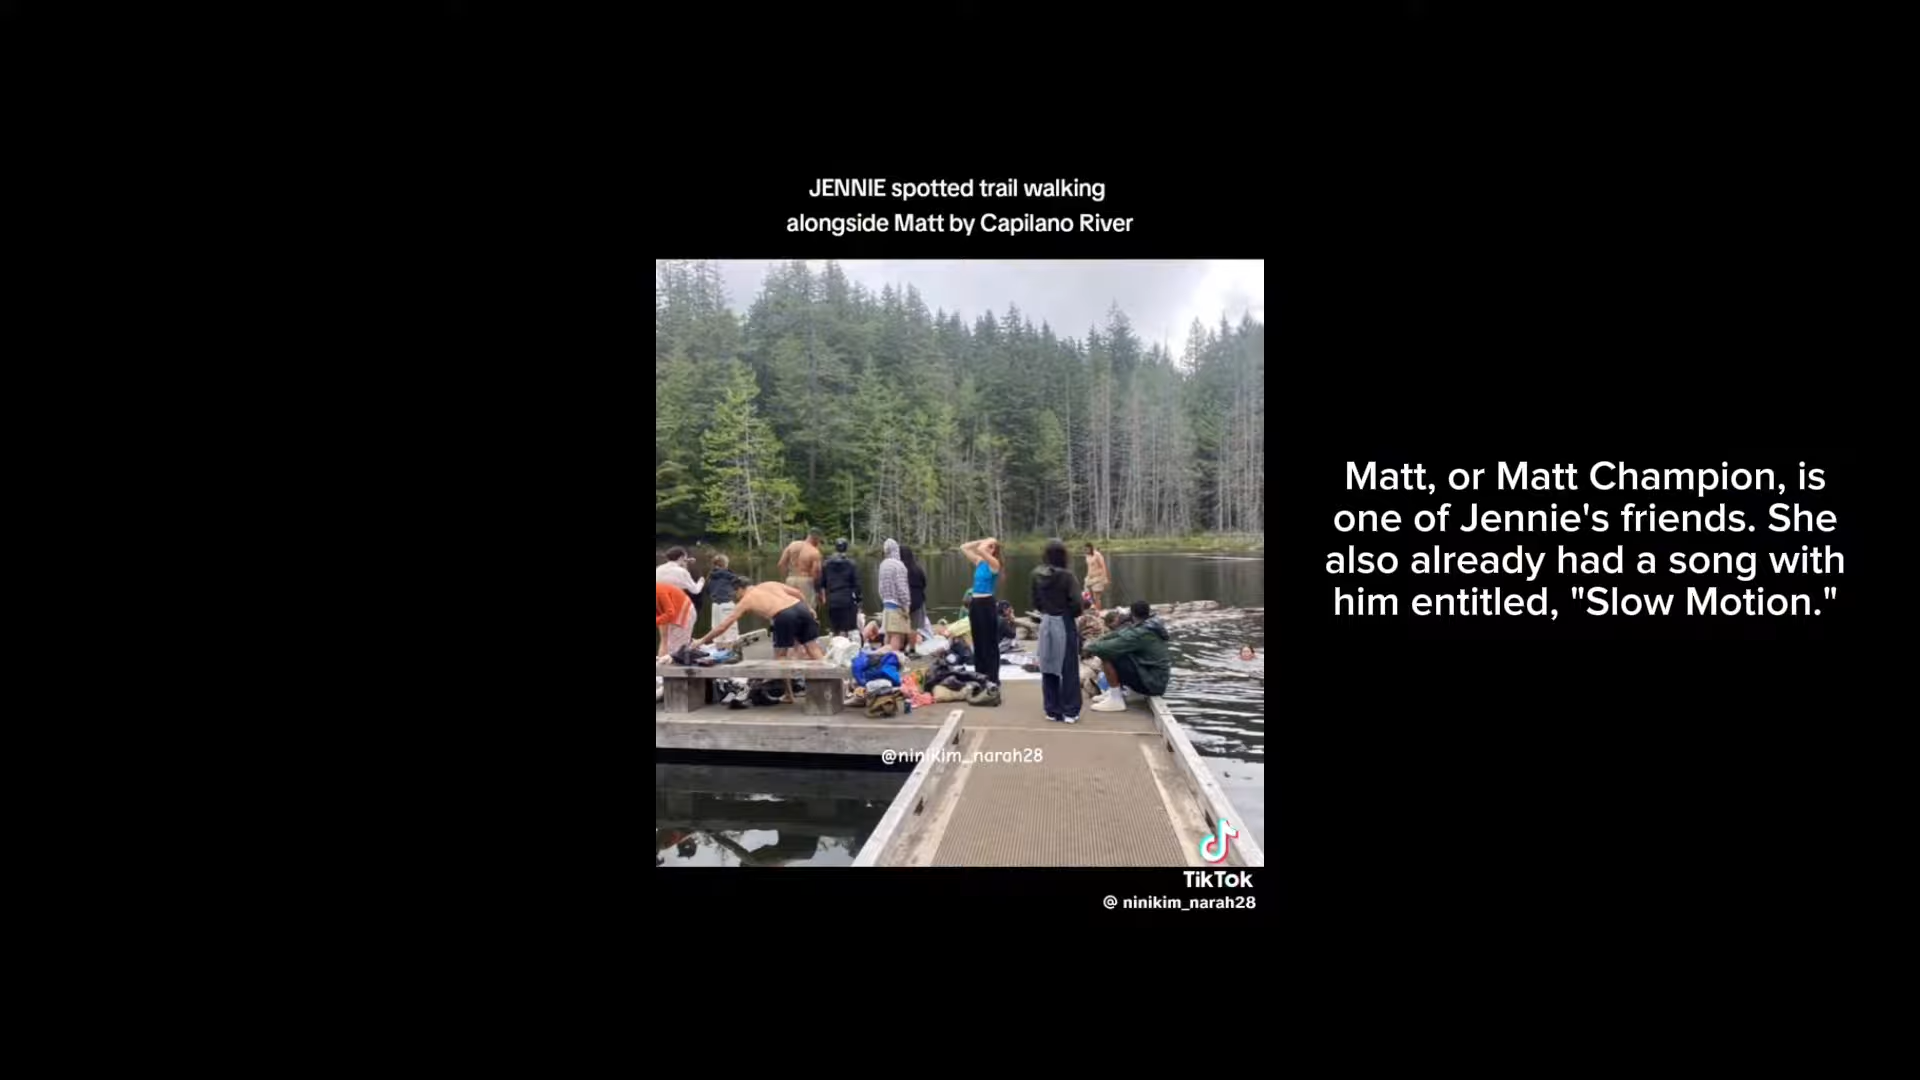 JENNIE spotted trail walking
alongside Matt by Capilano River
Matt, or Matt Champion, is
one of Jennie's friends. She
also already had a song with
him entitled, "Slow Motion."
@ninikim_narah28
TikTok
@ ninikim_narah28